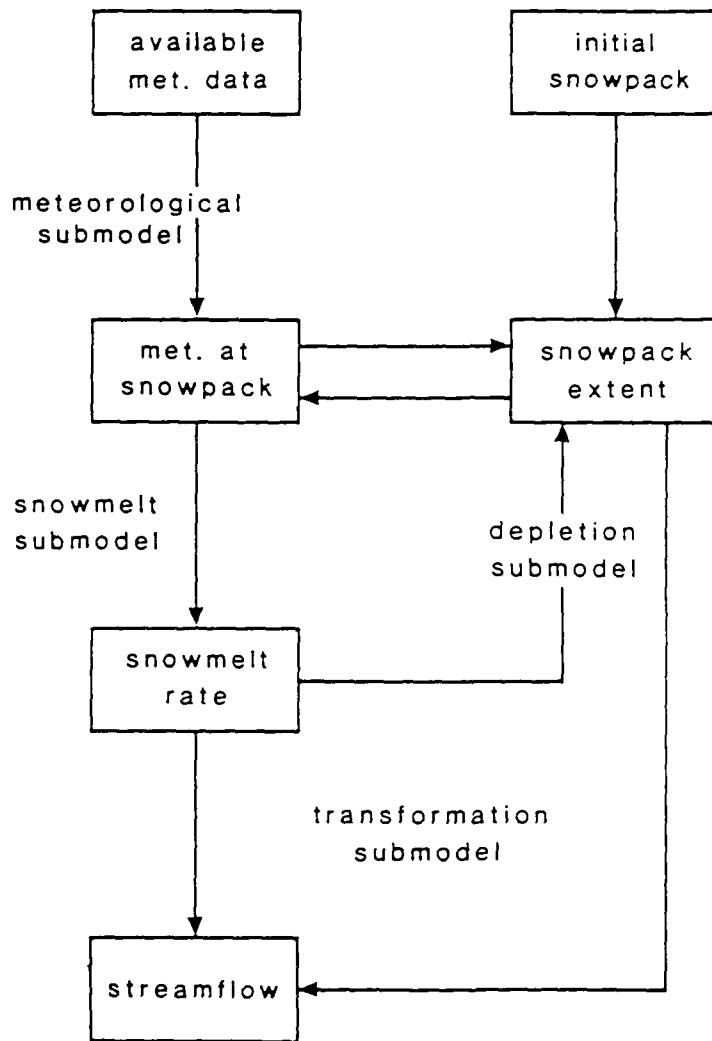 available
met. data
initial
snowpack
meteorological
submodel
met. at
snowpack
snowpack
extent
snowmelt
submodel
depletion
submodel
snowmelt
rate
transformation
submodel
streamflow